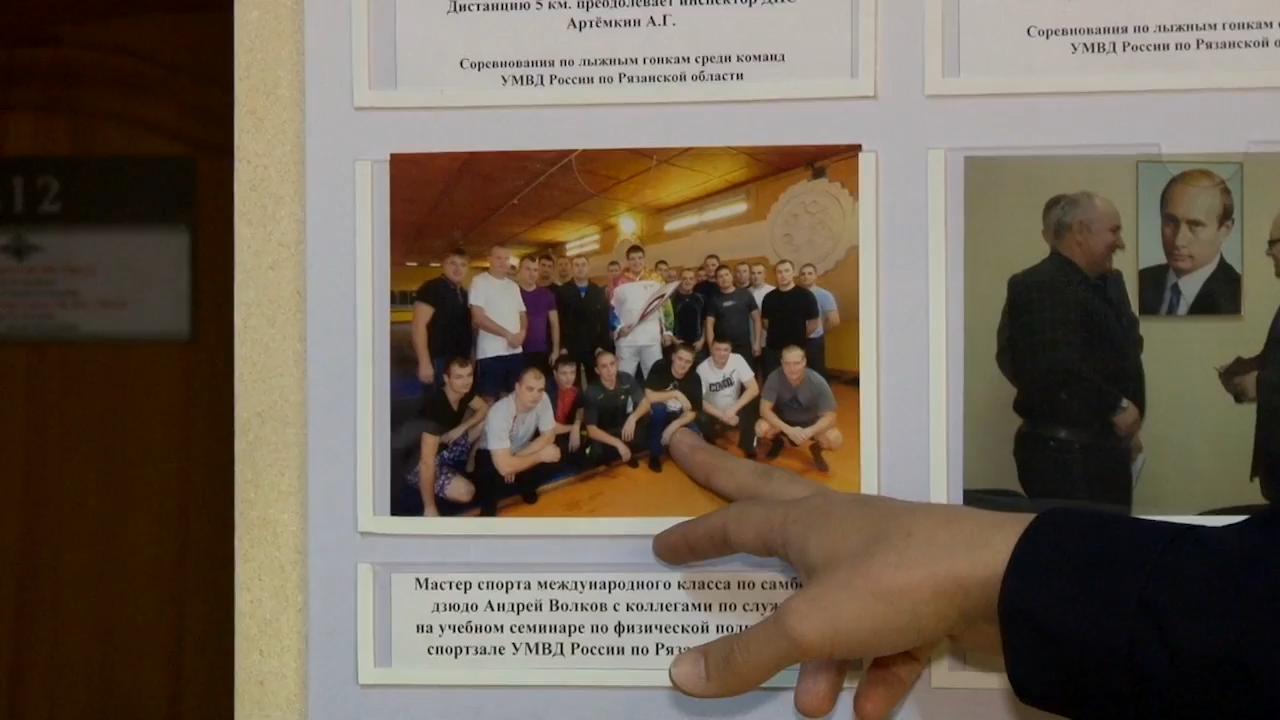 Дистанцию 5 км. преодолевает инспектор ДПС
Артёмкин А.Г.
Соревнования по лыжным гонкам среди команд
УМВД России по Рязанской области
Соревнования по лыжным гонкам
УМВД России по Рязанской
12
Мастер спорта международного класса по самбо
дзюдо Андрей Волков с коллегами по служ
на учебном семинаре по физической под
спортзале УМВД России по Ряза